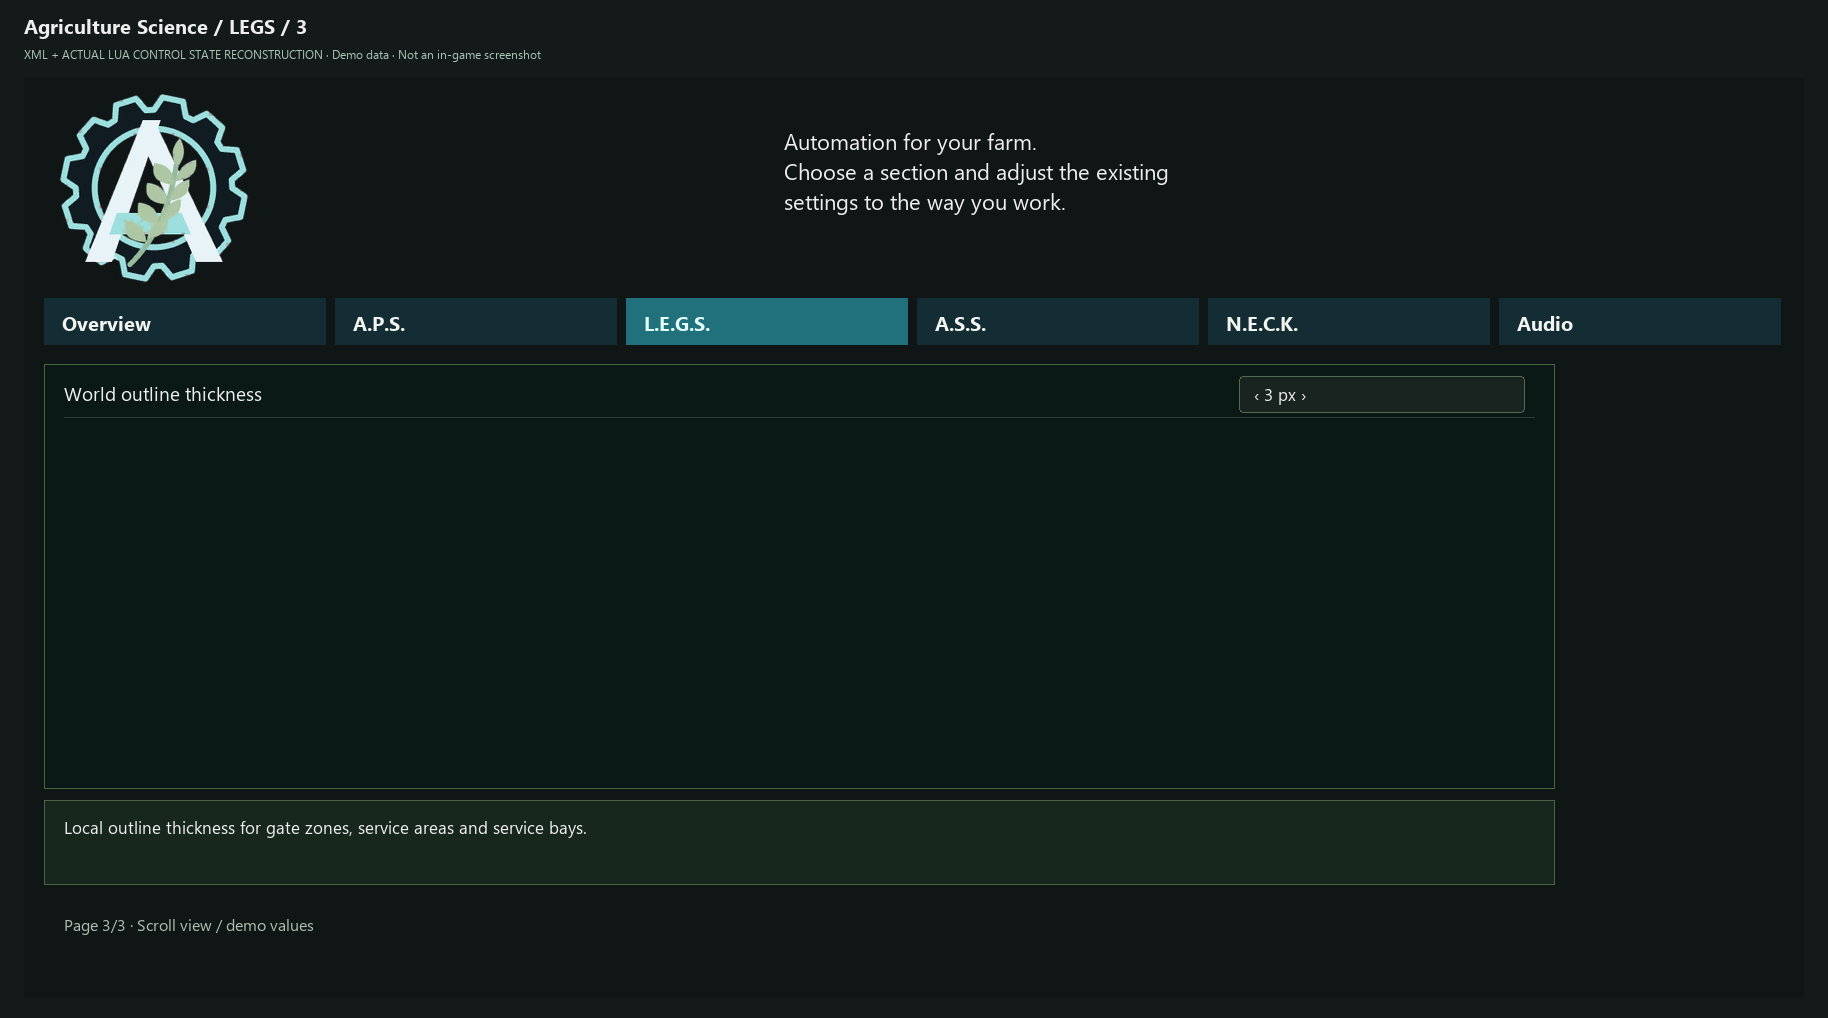 Agriculture Science / LEGS / 3
XML + ACTUAL LUA CONTROL STATE RECONSTRUCTION · Demo data · Not an in-game screenshot
A
Automation for your farm.
Choose a section and adjust the existing
settings to the way you work.
Overview
A.P.S.
L.E.G.S.
A.S.S.
N.E.C.K.
Audio
World outline thickness
‹ 3 px ›
Local outline thickness for gate zones, service areas and service bays.
Page 3/3 · Scroll view / demo values